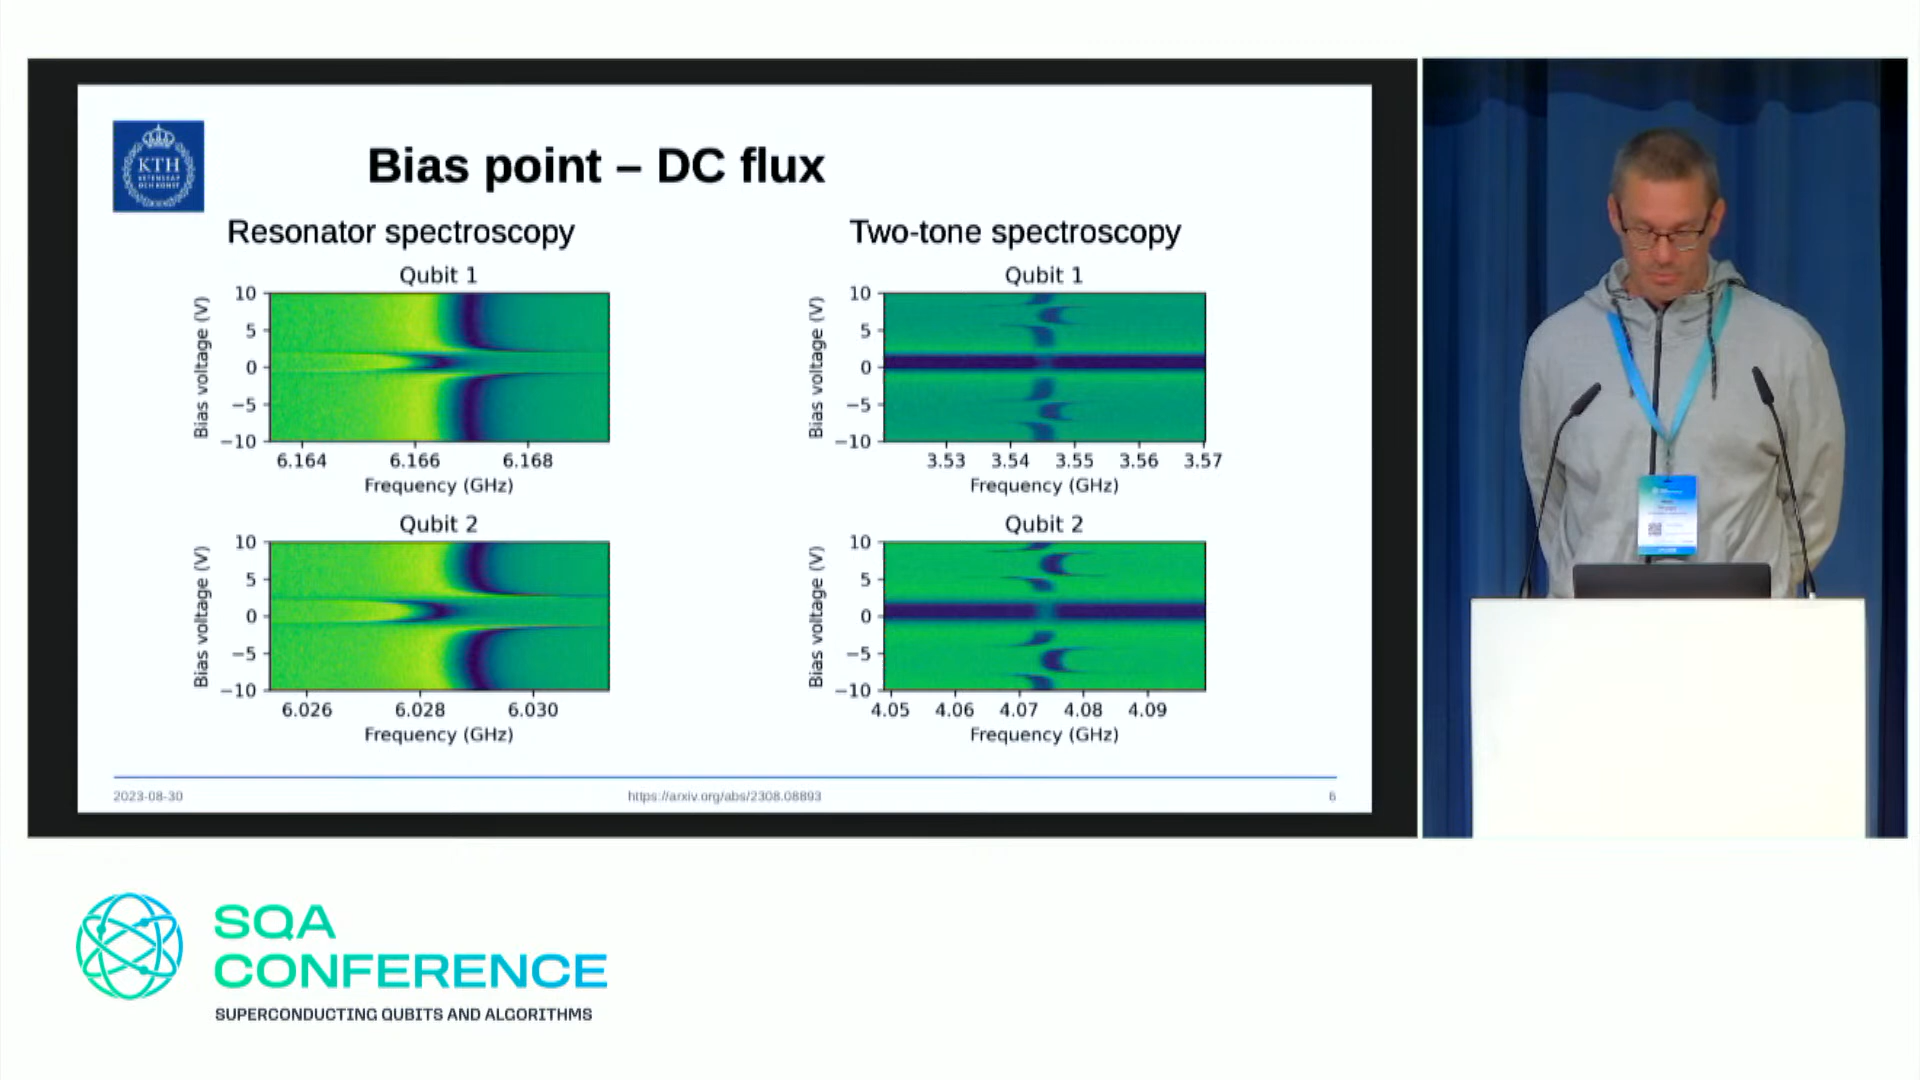 KTH
VETENSKAP
OCH KONST
Bias point – DC flux
Resonator spectroscopy
Qubit 1
Bias voltage (V)
10
5
0
−5
−10
6.164 6.166 6.168
Frequency (GHz)
Qubit 2
Bias voltage (V)
10
5
0
−5
−10
6.026 6.028 6.030
Frequency (GHz)
Two-tone spectroscopy
Qubit 1
Bias voltage (V)
10
5
0
−5
−10
3.53 3.54 3.55 3.56 3.57
Frequency (GHz)
Qubit 2
Bias voltage (V)
10
5
0
−5
−10
4.05 4.06 4.07 4.08 4.09
Frequency (GHz)
2023-08-30 https://arxiv.org/abs/2308.08893 6
SQA
CONFERENCE
SUPERCONDUCTING QUBITS AND ALGORITHMS